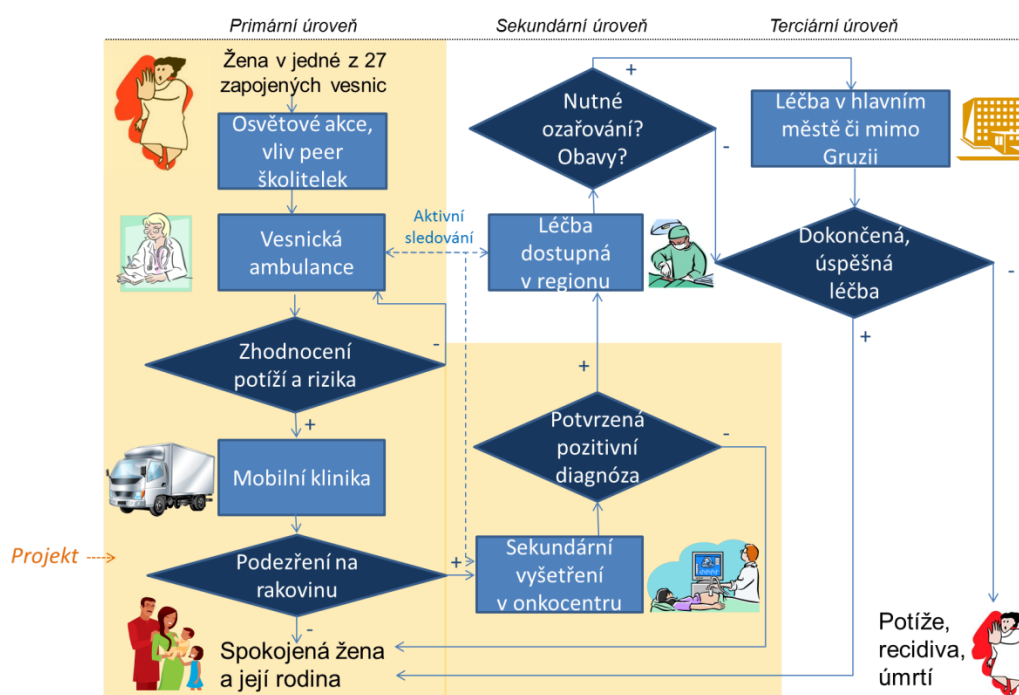 Primární úroveň
Sekundární úroveň
Terciární úroveň
Žena v jedné z 27
zapojených vesnic
Osvětové akce,
vliv peer
školitelek
Vesnická
ambulance
Aktivní
sledování
Zhodnocení
potíží a rizika
-
+
Mobilní klinika
Projekt
Podezření na
rakovinu
+
-
Spokojená žena
a její rodina
Nutné
ozařování?
Obavy?
+
-
Léčba
dostupná
v regionu
+
Potvrzená
pozitivní
diagnóza
-
Sekundární
vyšetření
v onkocentru
Léčba v hlavním
městě či mimo
Gruzii
Dokončená,
úspěšná
léčba
-
+
Potíže,
recidiva,
úmrtí